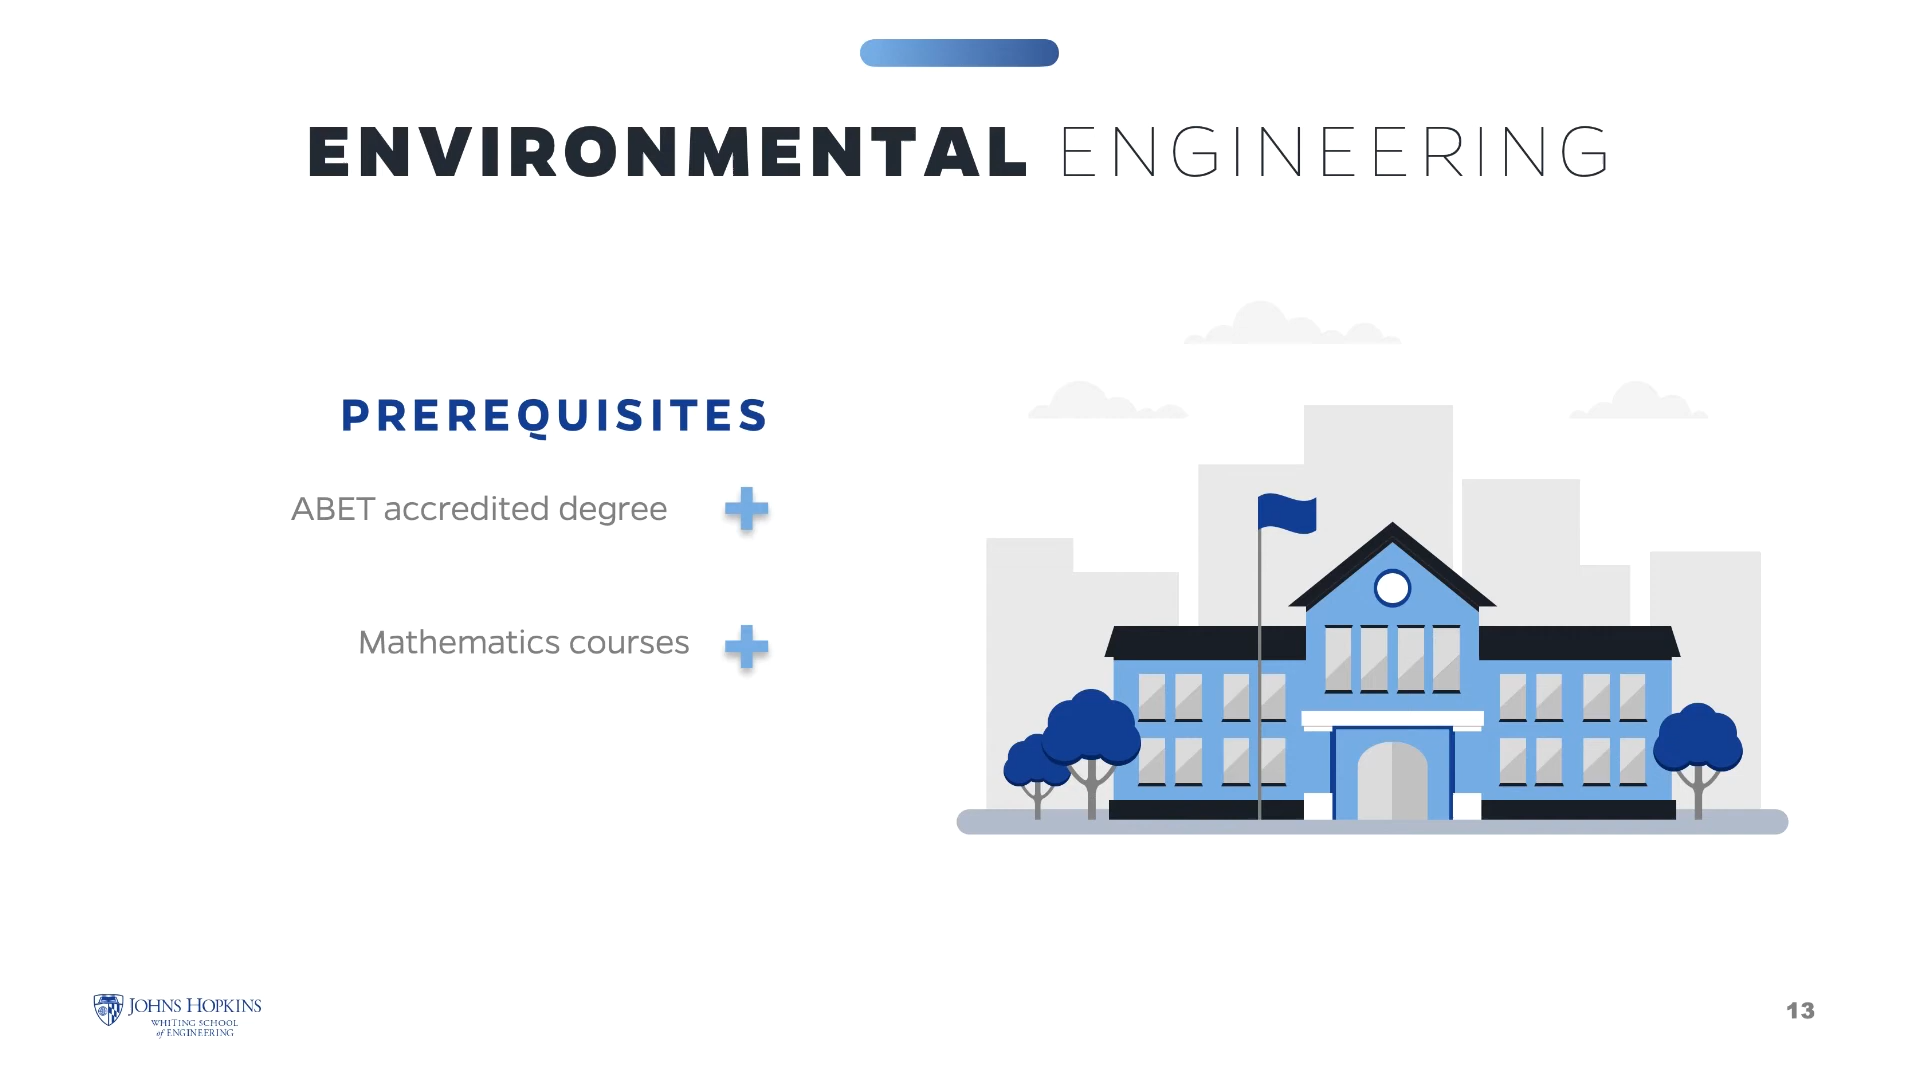 ENVIRONMENTAL ENGINEERING
PREREQUISITES
ABET accredited degree
Mathematics courses
JOHNS HOPKINS
WHITING SCHOOL
of ENGINEERING
13